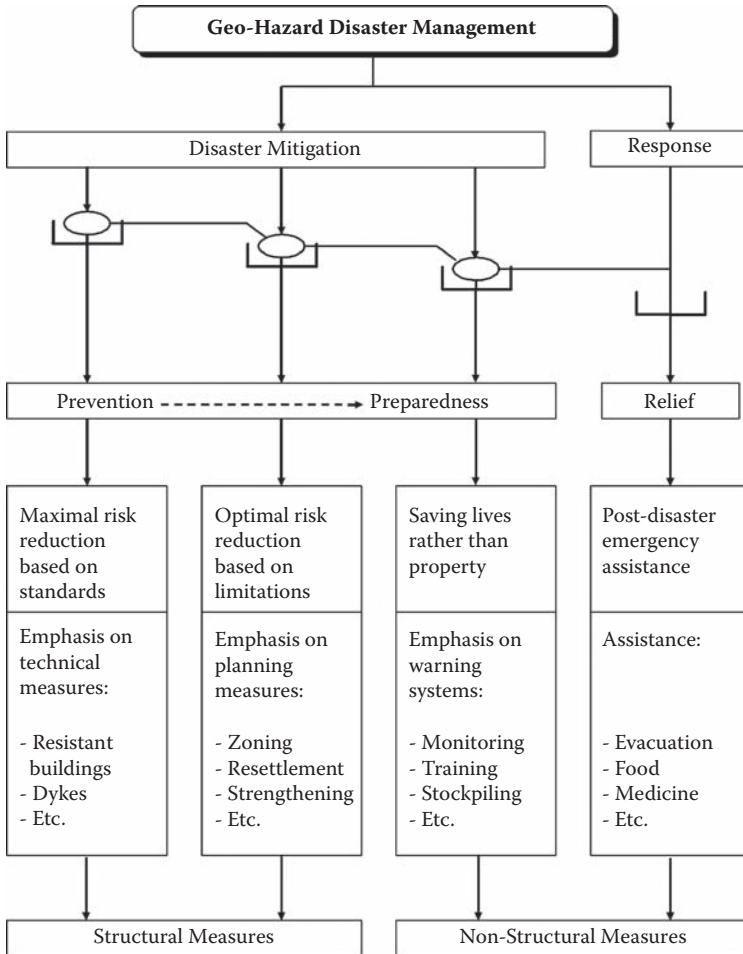 Geo-Hazard Disaster Management
Disaster Mitigation
Response
Prevention
Preparedness
Relief
Maximal risk
reduction
based on
standards
Emphasis on
technical
measures:
- Resistant
buildings
- Dykes
- Etc.
Optimal risk
reduction
based on
limitations
Emphasis on
planning
measures:
- Zoning
- Resettlement
- Strengthening
- Etc.
Saving lives
rather than
property
Emphasis on
warning
systems:
- Monitoring
- Training
- Stockpiling
- Etc.
Post-disaster
emergency
assistance
Assistance:
- Evacuation
- Food
- Medicine
- Etc.
Structural Measures
Non-Structural Measures